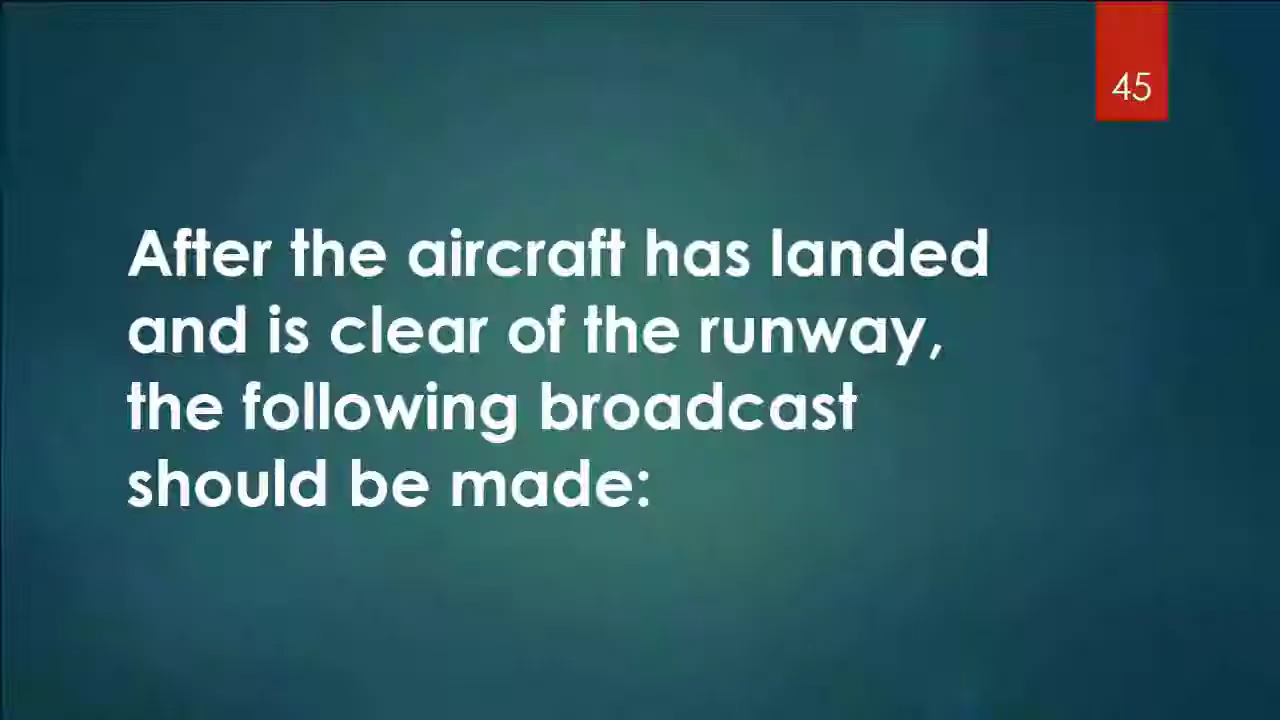 45
After the aircraft has landed
and is clear of the runway,
the following broadcast
should be made: